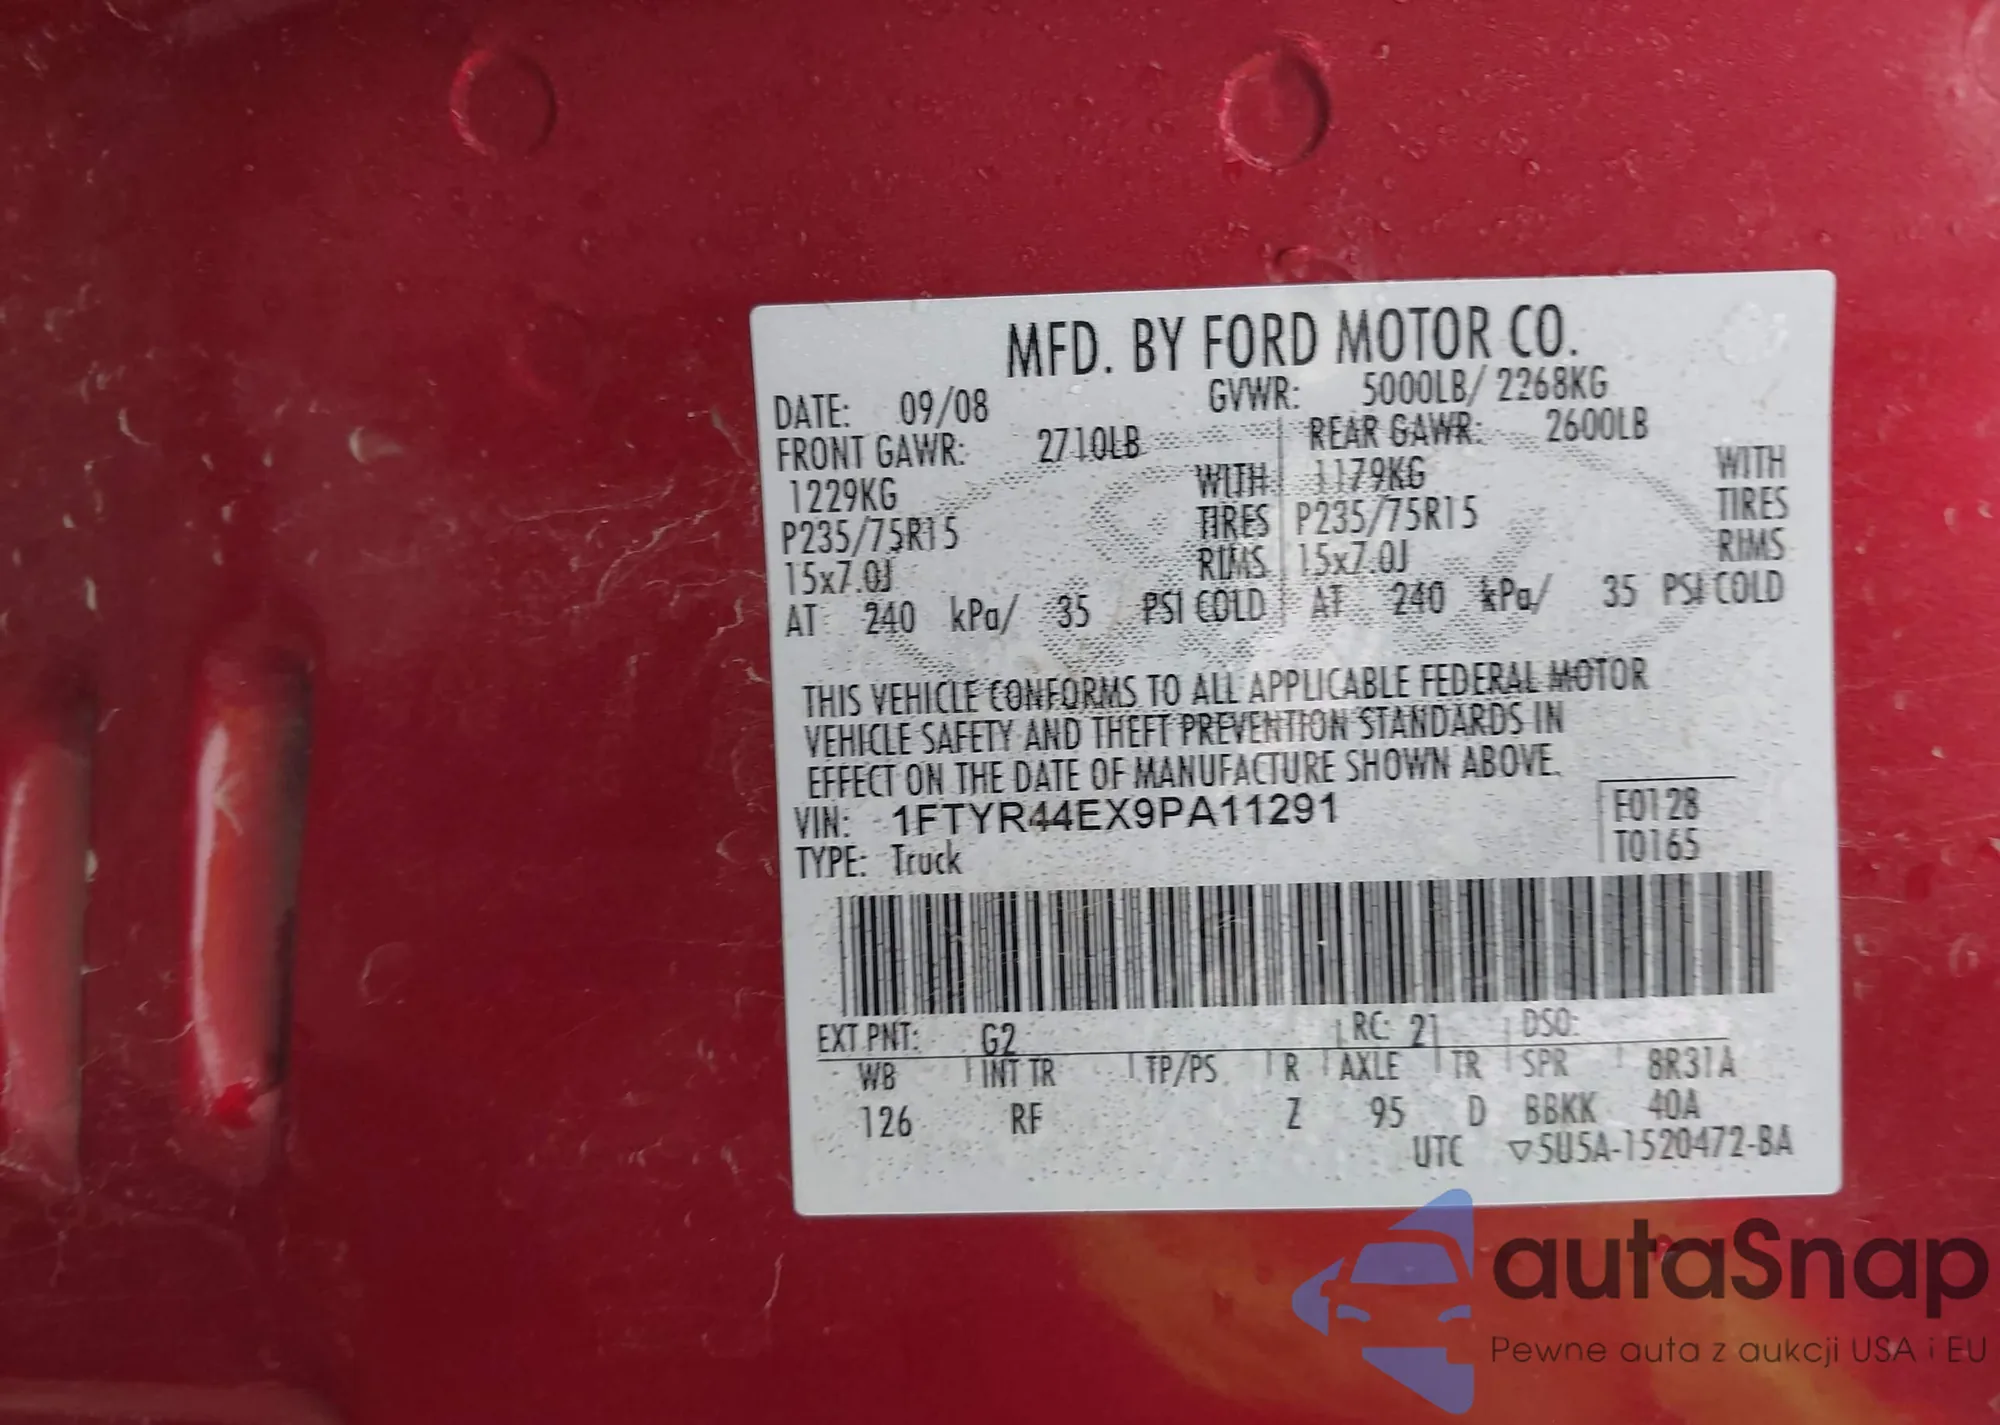 MFD. BY FORD MOTOR CO.
DATE: 09/08 GVWR: 5000LB/ 2268KG
FRONT GAWR: 2710LB REAR GAWR: 2600LB
1229KG WITH 1179KG WITH
P235/75R15 TIRES P235/75R15 TIRES
15x7.0J RIMS 15x7.0J RIMS
AT 240 kPa/ 35 PSI COLD AT 240 kPa/ 35 PSI COLD
THIS VEHICLE CONFORMS TO ALL APPLICABLE FEDERAL MOTOR
VEHICLE SAFETY AND THEFT PREVENTION STANDARDS IN
EFFECT ON THE DATE OF MANUFACTURE SHOWN ABOVE.
VIN: 1FTYR44EX9PA11291 F0128
TYPE: Truck T0165
EXT PNT: G2 RC: 21 DSO:
WB INT TR TP/PS R AXLE TR SPR 8R31A
126 RF Z 95 D BBKK 40A
UTC ▽5U5A-1520472-BA
autaSnap
Pewne auta z aukcji USA i EU